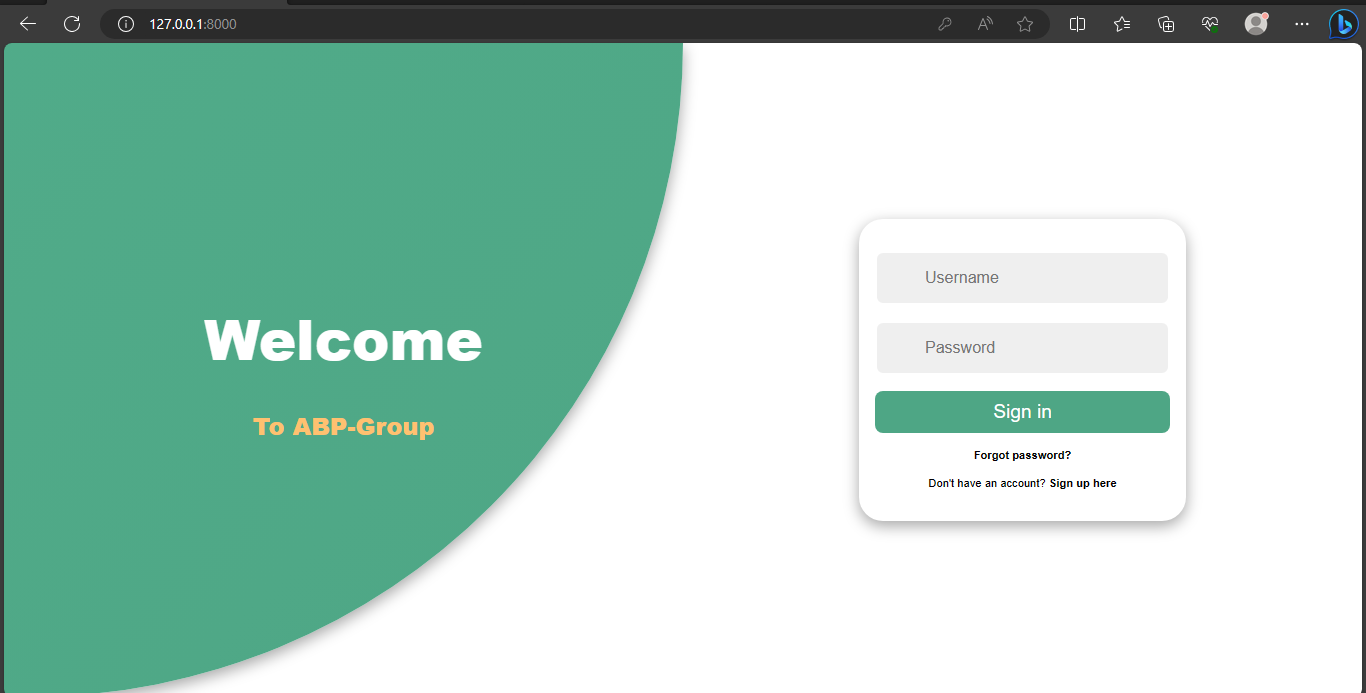 127.0.0.1:8000
Welcome
To ABP-Group
Username
Password
Sign in
Forgot password?
Don't have an account? Sign up here